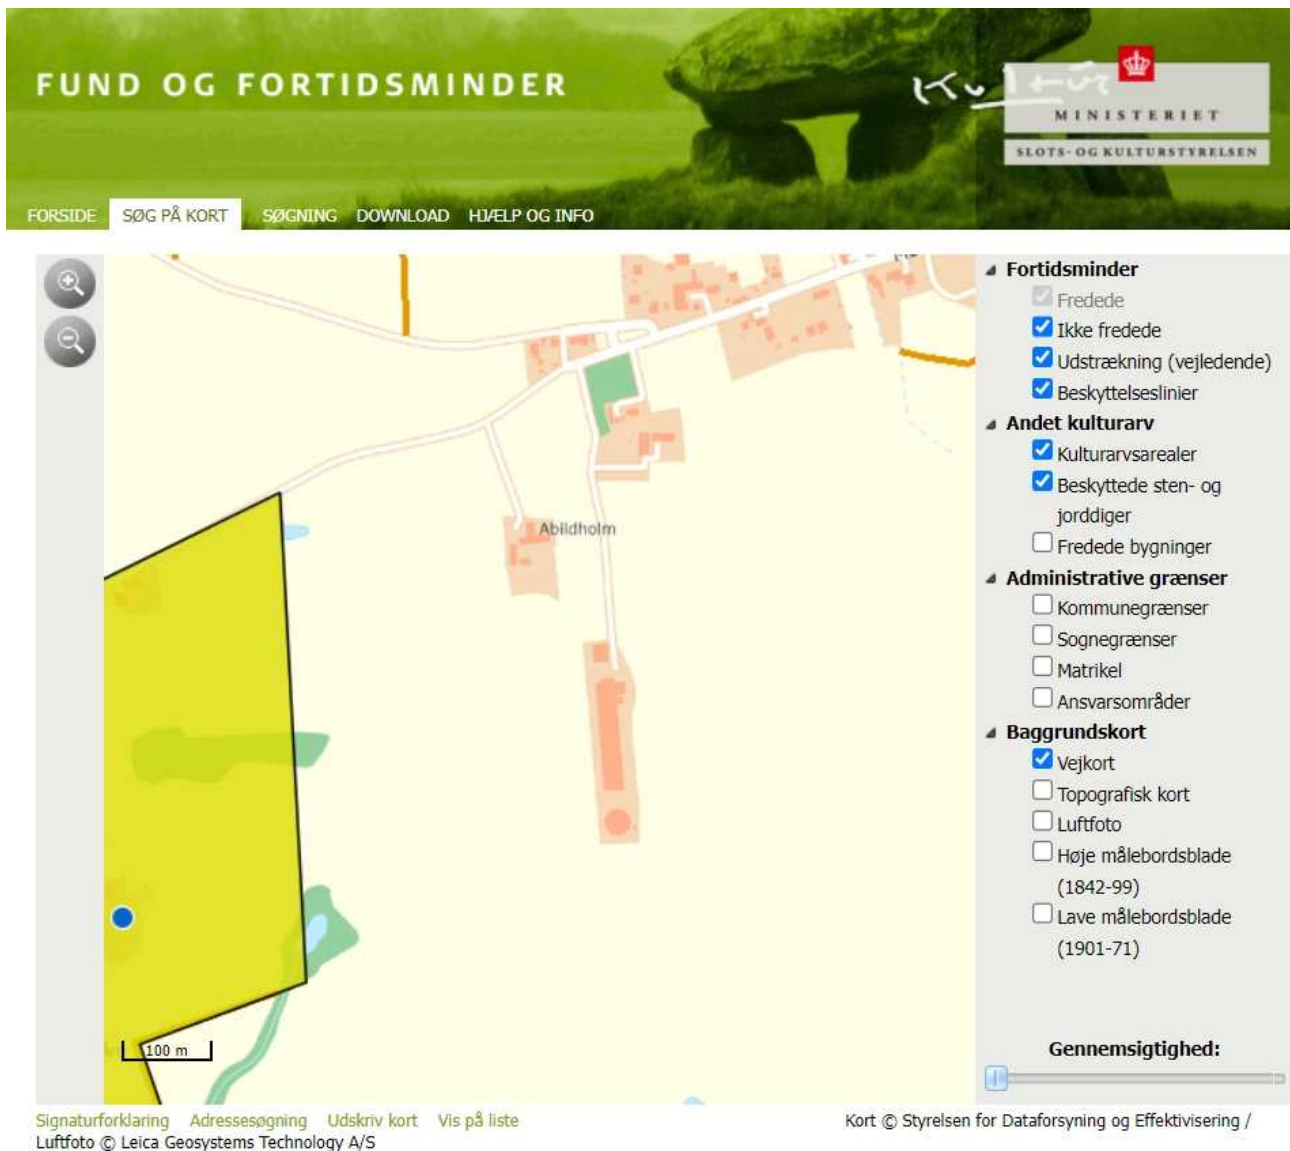 FUND OG FORTIDSMINDER
Kultur
MINISTERIET
SLOTS- OG KULTURSTYRELSEN
FORSIDE SØG PÅ KORT SØGNING DOWNLOAD HJÆLP OG INFO
Fortidsminder
Fredede
Ikke fredede
Udstrækning (vejledende)
Beskyttelseslinier
Andet kulturarv
Kulturarvsarealer
Beskyttede sten- og
jorddiger
Fredede bygninger
Administrative grænser
Kommunegrænser
Sognegrænser
Matrikel
Ansvarsområder
Baggrundskort
Vejkort
Topografisk kort
Luftfoto
Høje målebordsblade
(1842-99)
Lave målebordsblade
(1901-71)
Gennemsigtighed:
Abildholm
100 m
Signaturforklaring Adressesøgning Udskriv kort Vis på liste
Kort © Styrelsen for Dataforsyning og Effektivisering /
Luftfoto © Leica Geosystems Technology A/S